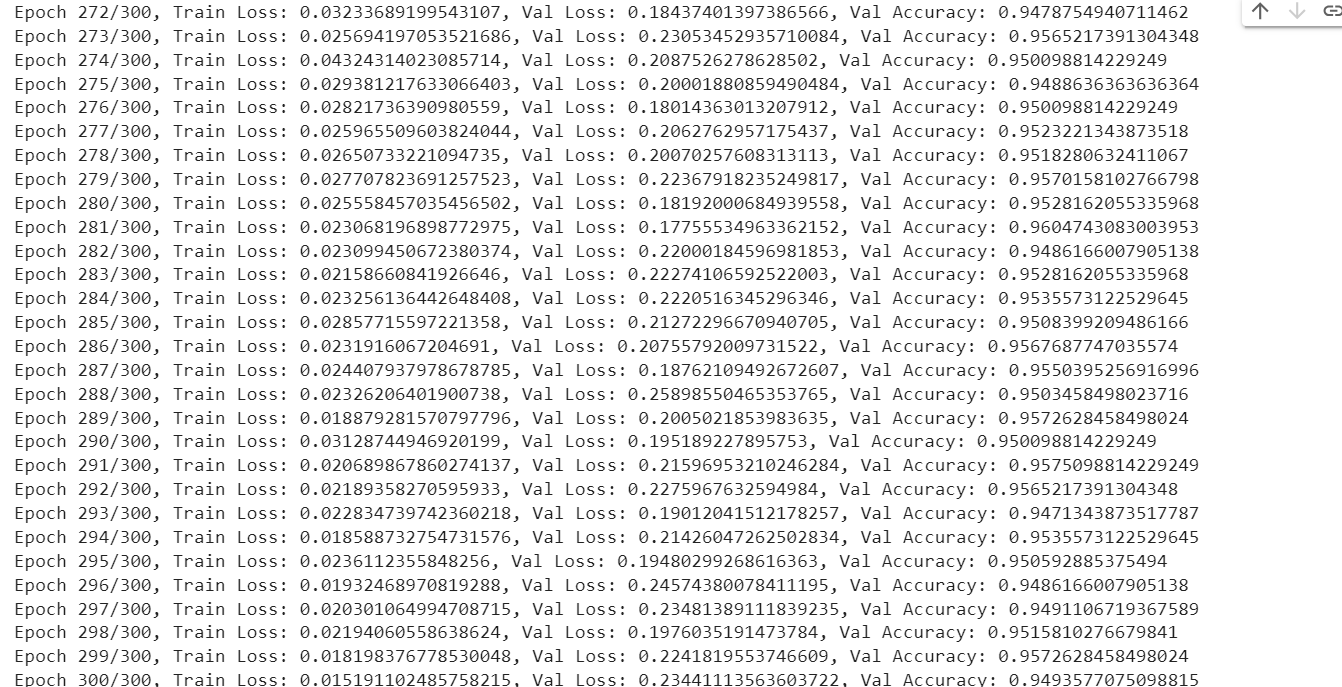 Epoch 272/300, Train Loss: 0.03233689199543107, Val Loss: 0.18437401397386566, Val Accuracy: 0.9478754940711462
Epoch 273/300, Train Loss: 0.025694197053521686, Val Loss: 0.23053452935710084, Val Accuracy: 0.9565217391304348
Epoch 274/300, Train Loss: 0.04324314023085714, Val Loss: 0.2087526278628502, Val Accuracy: 0.950098814229249
Epoch 275/300, Train Loss: 0.029381217633066403, Val Loss: 0.20001880859490484, Val Accuracy: 0.9488636363636364
Epoch 276/300, Train Loss: 0.02821736390980559, Val Loss: 0.18014363013207912, Val Accuracy: 0.950098814229249
Epoch 277/300, Train Loss: 0.025965509603824044, Val Loss: 0.2062762957175437, Val Accuracy: 0.9523221343873518
Epoch 278/300, Train Loss: 0.02650733221094735, Val Loss: 0.20070257608313113, Val Accuracy: 0.9518280632411067
Epoch 279/300, Train Loss: 0.027707823691257523, Val Loss: 0.22367918235249817, Val Accuracy: 0.9570158102766798
Epoch 280/300, Train Loss: 0.025558457035456502, Val Loss: 0.18192000684939558, Val Accuracy: 0.9528162055335968
Epoch 281/300, Train Loss: 0.023068196898772975, Val Loss: 0.17755534963362152, Val Accuracy: 0.9604743083003953
Epoch 282/300, Train Loss: 0.023099450672380374, Val Loss: 0.22000184596981853, Val Accuracy: 0.9486166007905138
Epoch 283/300, Train Loss: 0.02158660841926646, Val Loss: 0.22274106592522003, Val Accuracy: 0.9528162055335968
Epoch 284/300, Train Loss: 0.023256136442648408, Val Loss: 0.2220516345296346, Val Accuracy: 0.9535573122529645
Epoch 285/300, Train Loss: 0.02857715597221358, Val Loss: 0.21272296670940705, Val Accuracy: 0.9508399209486166
Epoch 286/300, Train Loss: 0.0231916067204691, Val Loss: 0.20755792009731522, Val Accuracy: 0.9567687747035574
Epoch 287/300, Train Loss: 0.024407937978678785, Val Loss: 0.18762109492672607, Val Accuracy: 0.9550395256916996
Epoch 288/300, Train Loss: 0.02326206401900738, Val Loss: 0.25898550465353765, Val Accuracy: 0.9503458498023716
Epoch 289/300, Train Loss: 0.018879281570797796, Val Loss: 0.2005021853983635, Val Accuracy: 0.9572628458498024
Epoch 290/300, Train Loss: 0.03128744946920199, Val Loss: 0.195189227895753, Val Accuracy: 0.950098814229249
Epoch 291/300, Train Loss: 0.020689867860274137, Val Loss: 0.21596953210246284, Val Accuracy: 0.9575098814229249
Epoch 292/300, Train Loss: 0.02189358270595933, Val Loss: 0.2275967632594984, Val Accuracy: 0.9565217391304348
Epoch 293/300, Train Loss: 0.022834739742360218, Val Loss: 0.19012041512178257, Val Accuracy: 0.9471343873517787
Epoch 294/300, Train Loss: 0.018588732754731576, Val Loss: 0.21426047262502834, Val Accuracy: 0.9535573122529645
Epoch 295/300, Train Loss: 0.0236112355848256, Val Loss: 0.19480299268616363, Val Accuracy: 0.950592885375494
Epoch 296/300, Train Loss: 0.01932468970819288, Val Loss: 0.24574380078411195, Val Accuracy: 0.9486166007905138
Epoch 297/300, Train Loss: 0.020301064994708715, Val Loss: 0.23481389111839235, Val Accuracy: 0.9491106719367589
Epoch 298/300, Train Loss: 0.02194060558638624, Val Loss: 0.1976035191473784, Val Accuracy: 0.9515810276679841
Epoch 299/300, Train Loss: 0.018198376778530048, Val Loss: 0.2241819553746609, Val Accuracy: 0.9572628458498024
Epoch 300/300, Train Loss: 0.015191102485758215, Val Loss: 0.23441113563603722, Val Accuracy: 0.9493577075098815